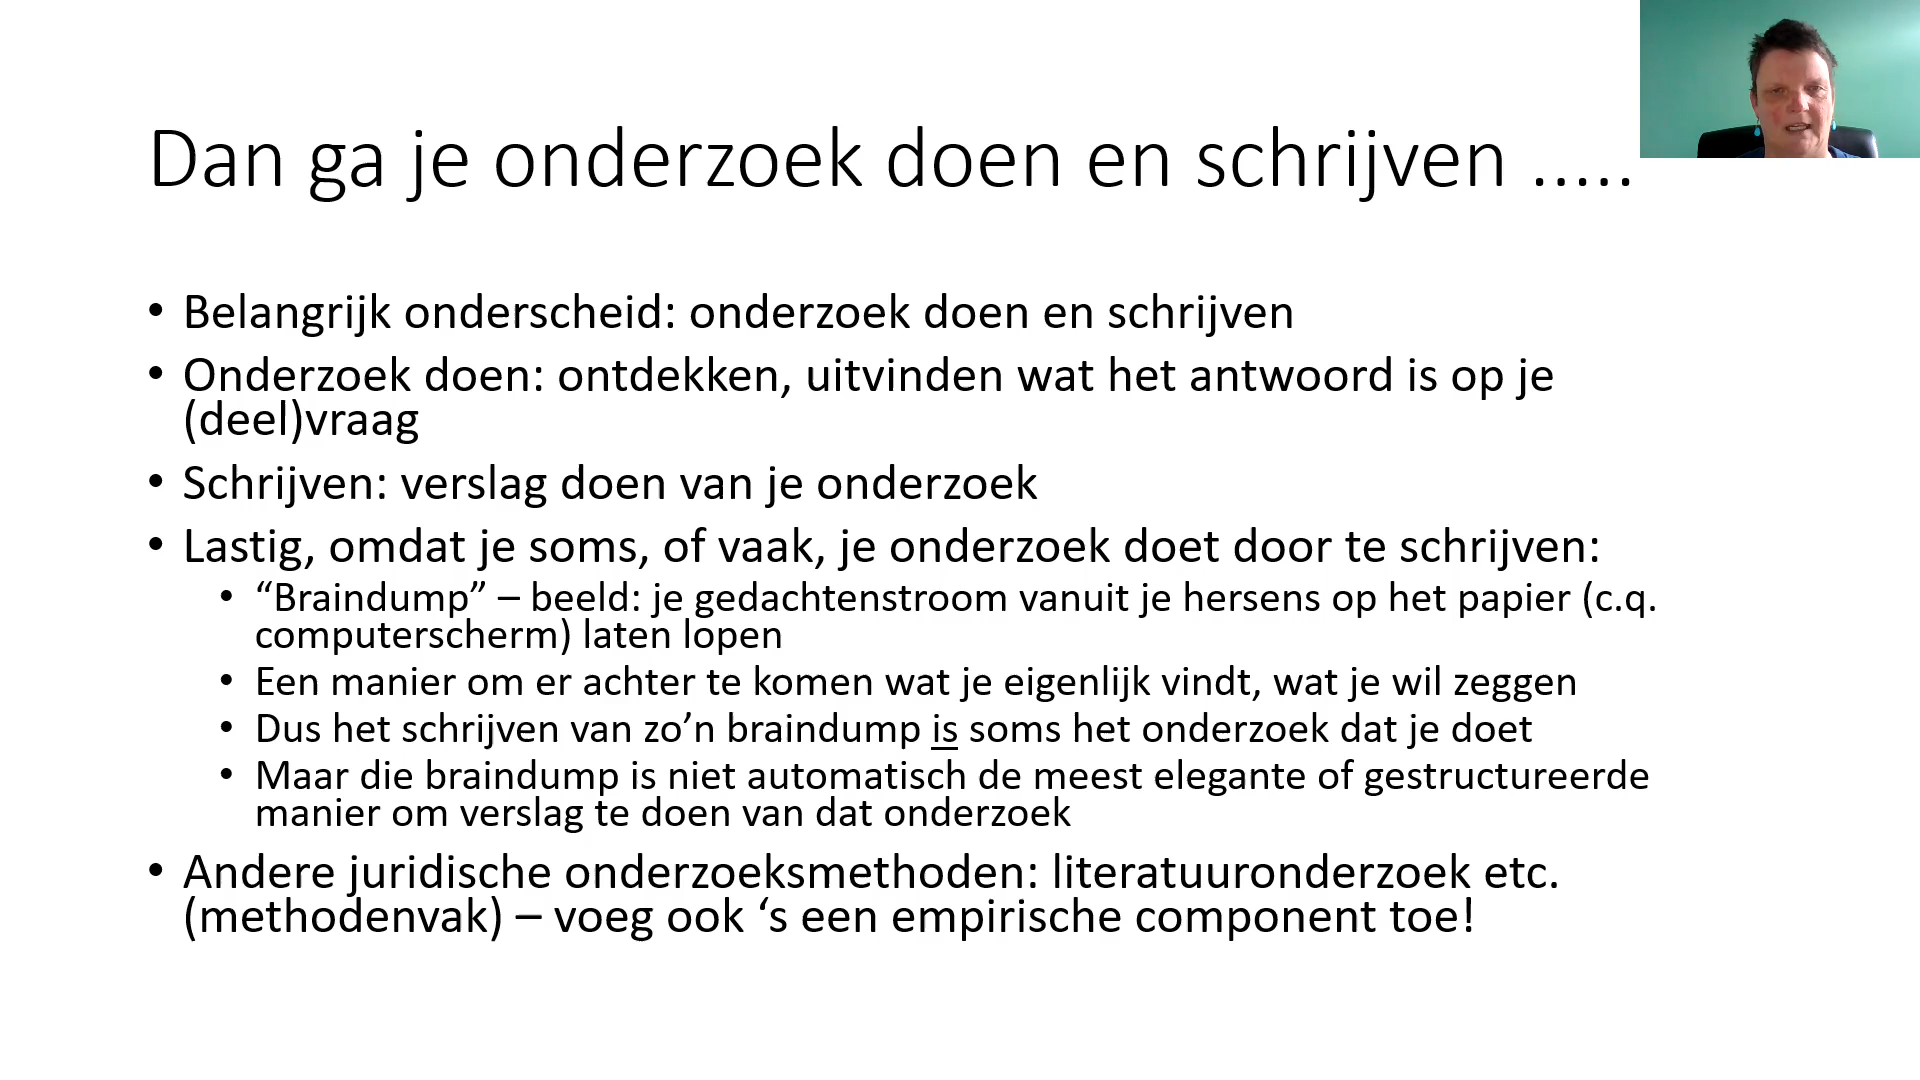 Dan ga je onderzoek doen en schrijven .....
• Belangrijk onderscheid: onderzoek doen en schrijven
• Onderzoek doen: ontdekken, uitvinden wat het antwoord is op je
(deel)vraag
• Schrijven: verslag doen van je onderzoek
• Lastig, omdat je soms, of vaak, je onderzoek doet door te schrijven:
• “Braindump” – beeld: je gedachtenstroom vanuit je hersens op het papier (c.q.
computerscherm) laten lopen
• Een manier om er achter te komen wat je eigenlijk vindt, wat je wil zeggen
• Dus het schrijven van zo’n braindump is soms het onderzoek dat je doet
• Maar die braindump is niet automatisch de meest elegante of gestructureerde
manier om verslag te doen van dat onderzoek
• Andere juridische onderzoeksmethoden: literatuuronderzoek etc.
(methodenvak) – voeg ook ‘s een empirische component toe!